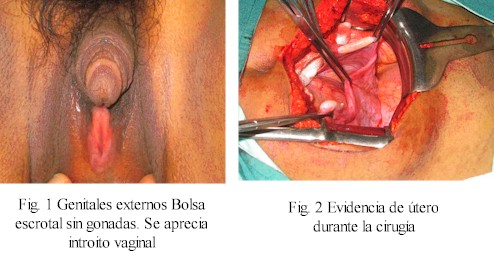 Fig. 1 Genitales externos Bolsa
escrotal sin gonadas. Se aprecia
introito vaginal
Fig. 2 Evidencia de útero
durante la cirugía